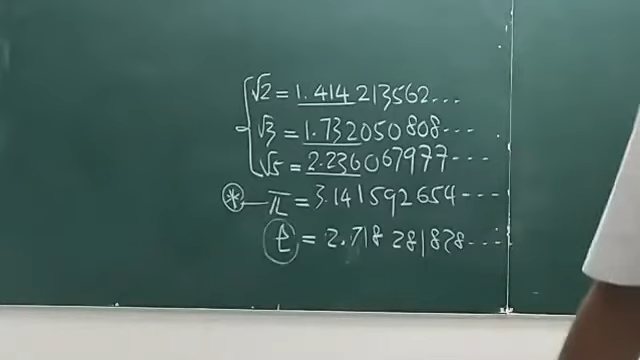 √2 = 1.414213562...
√3 = 1.732050808...
√5 = 2.236067977...
* π = 3.141592654...
e = 2.718281828...